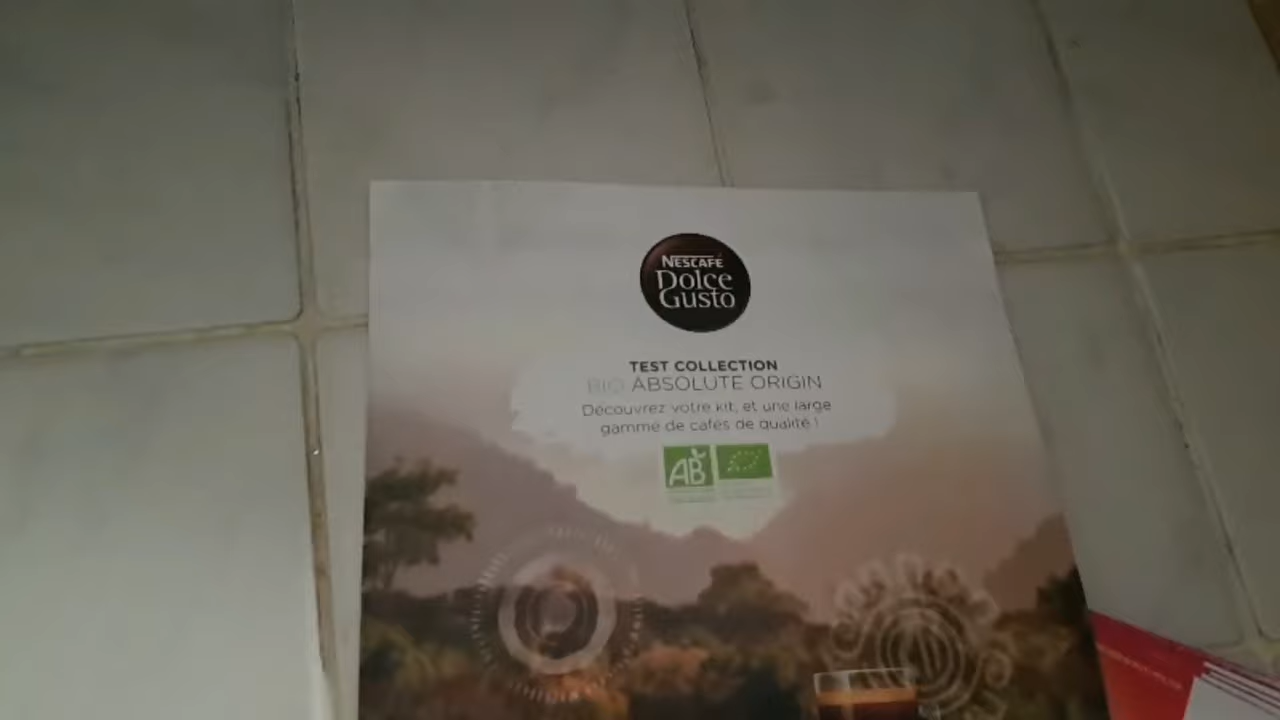 NESCAFÉ
Dolce
Gusto
TEST COLLECTION
BIO ABSOLUTE ORIGIN
Découvrez votre kit, et une large
gamme de cafés de qualité !
AB